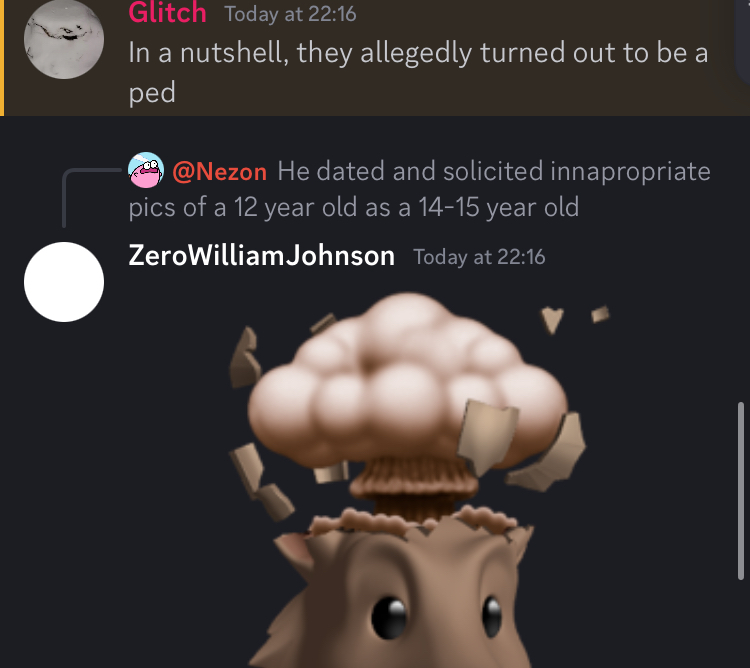 Glitch Today at 22:16
In a nutshell, they allegedly turned out to be a
ped
@Nezon He dated and solicited innapropriate
pics of a 12 year old as a 14-15 year old
ZeroWilliamJohnson Today at 22:16